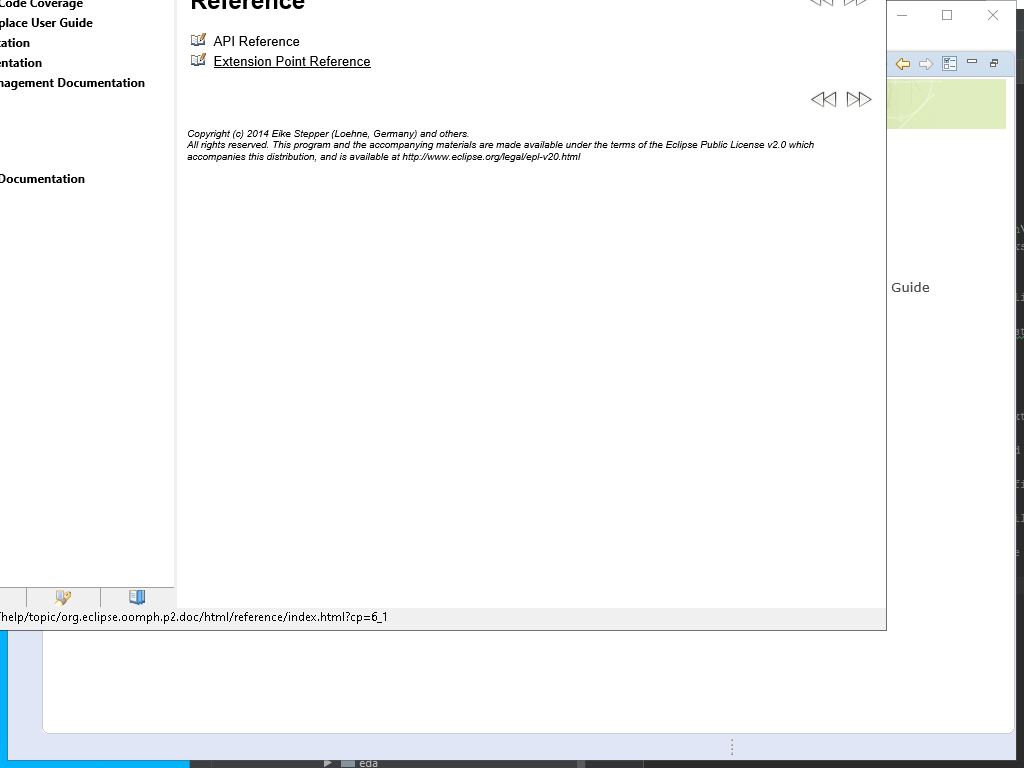 Reference
Code Coverage
place User Guide
tation
API Reference
entation
Extension Point Reference
nagement Documentation
Copyright (c) 2014 Eike Stepper (Loehne, Germany) and others.
All rights reserved. This program and the accompanying materials are made available under the terms of the Eclipse Public License v2.0 which
accompanies this distribution, and is available at http://www.eclipse.org/legal/epl-v20.html
Documentation
Guide
/help/topic/org.eclipse.oomph.p2.doc/html/reference/index.html?cp=6_1
eda